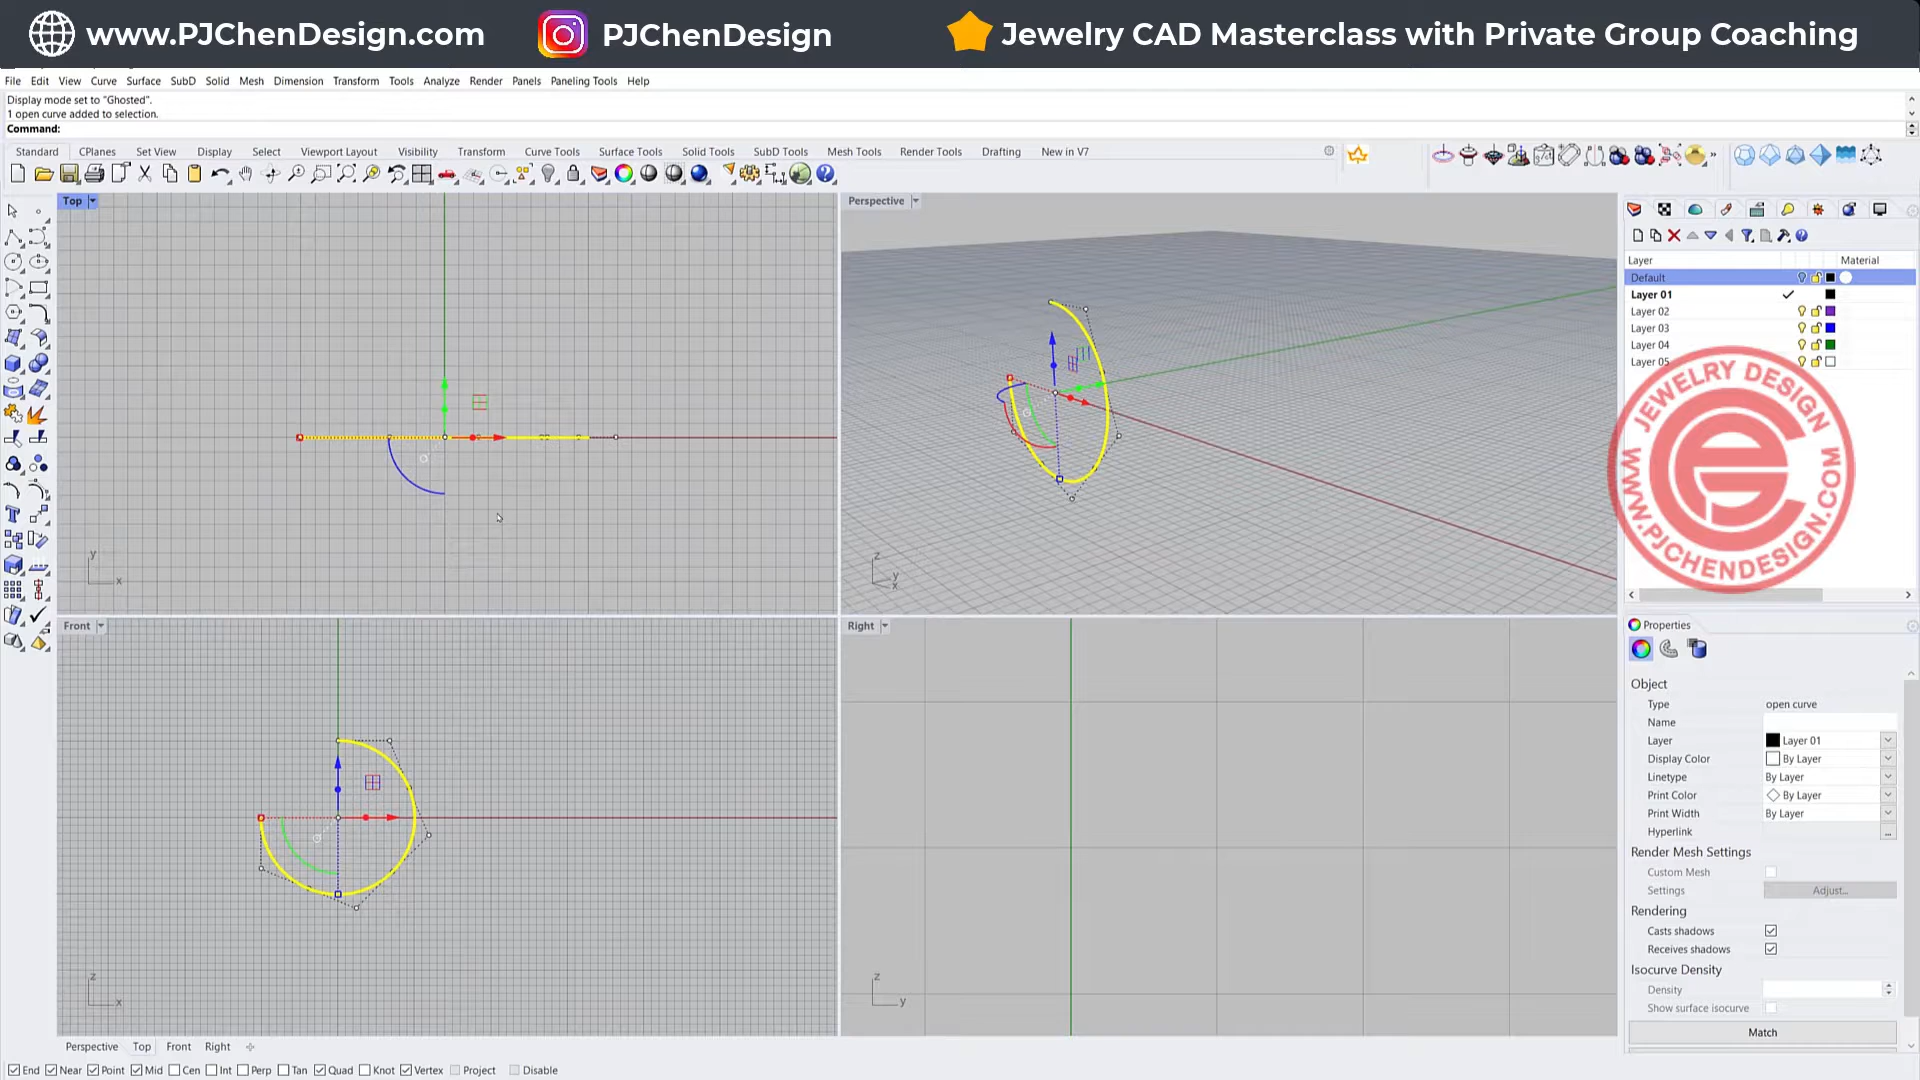 www.PJChenDesign.com PJChenDesign Jewelry CAD Masterclass with Private Group Coaching
File Edit View Curve Surface SubD Solid Mesh Dimension Transform Tools Analyze Render Panels Paneling Tools Help
Display mode set to "Ghosted".
1 open curve added to selection.
Command:
Standard CPlanes Set View Display Select Viewport Layout Visibility Transform Curve Tools Surface Tools Solid Tools SubD Tools Mesh Tools Render Tools Drafting New in V7
Top
Perspective
Layer Material
Default
Layer 01
Layer 02
Layer 03
Layer 04
Layer 05
JEWELRY DESIGN
WWW.PJCHENDESIGN.COM
y
x
z
y
x
Front
Right
Properties
Object
Type open curve
Name
Layer Layer 01
Display Color By Layer
Linetype By Layer
Print Color By Layer
Print Width By Layer
Hyperlink ...
Render Mesh Settings
Custom Mesh
Settings Adjust...
Rendering
Casts shadows
Receives shadows
Isocurve Density
Density
Show surface isocurve
Match
z
x
z
y
Perspective Top Front Right
End Near Point Mid Cen Int Perp Tan Quad Knot Vertex Project Disable